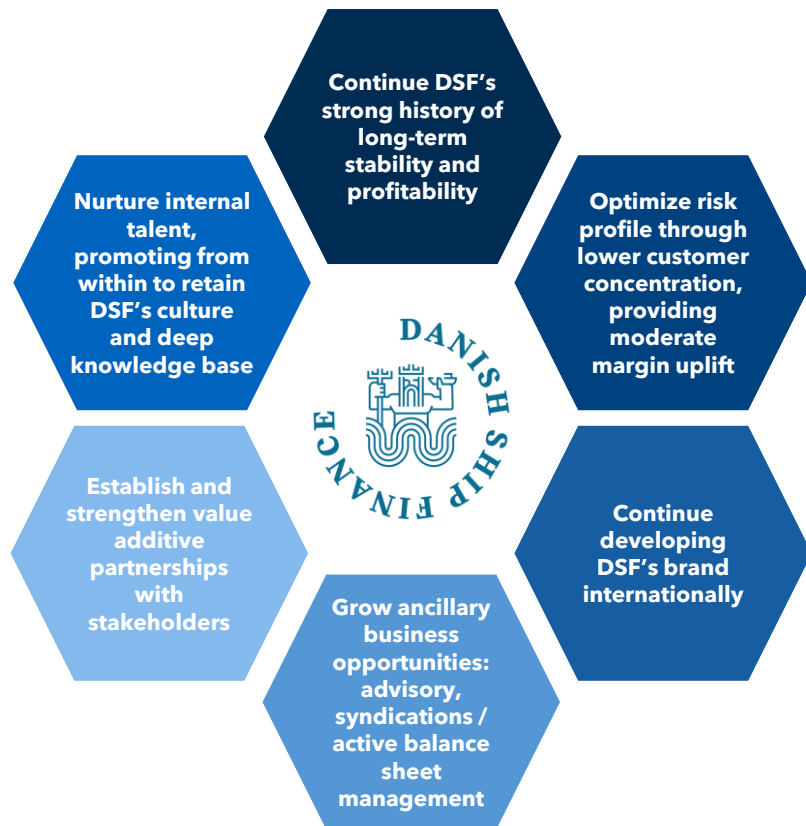 Continue DSF's
strong history of
long-term
stability and
profitability
Nurture internal
talent,
promoting from
within to retain
DSF's culture
and deep
knowledge base
Optimize risk
profile through
lower customer
concentration,
providing
moderate
margin uplift
DANISH SHIP FINANCE
Establish and
strengthen value
additive
partnerships
with
stakeholders
Continue
developing
DSF's brand
internationally
Grow ancillary
business
opportunities:
advisory,
syndications /
active balance
sheet
management